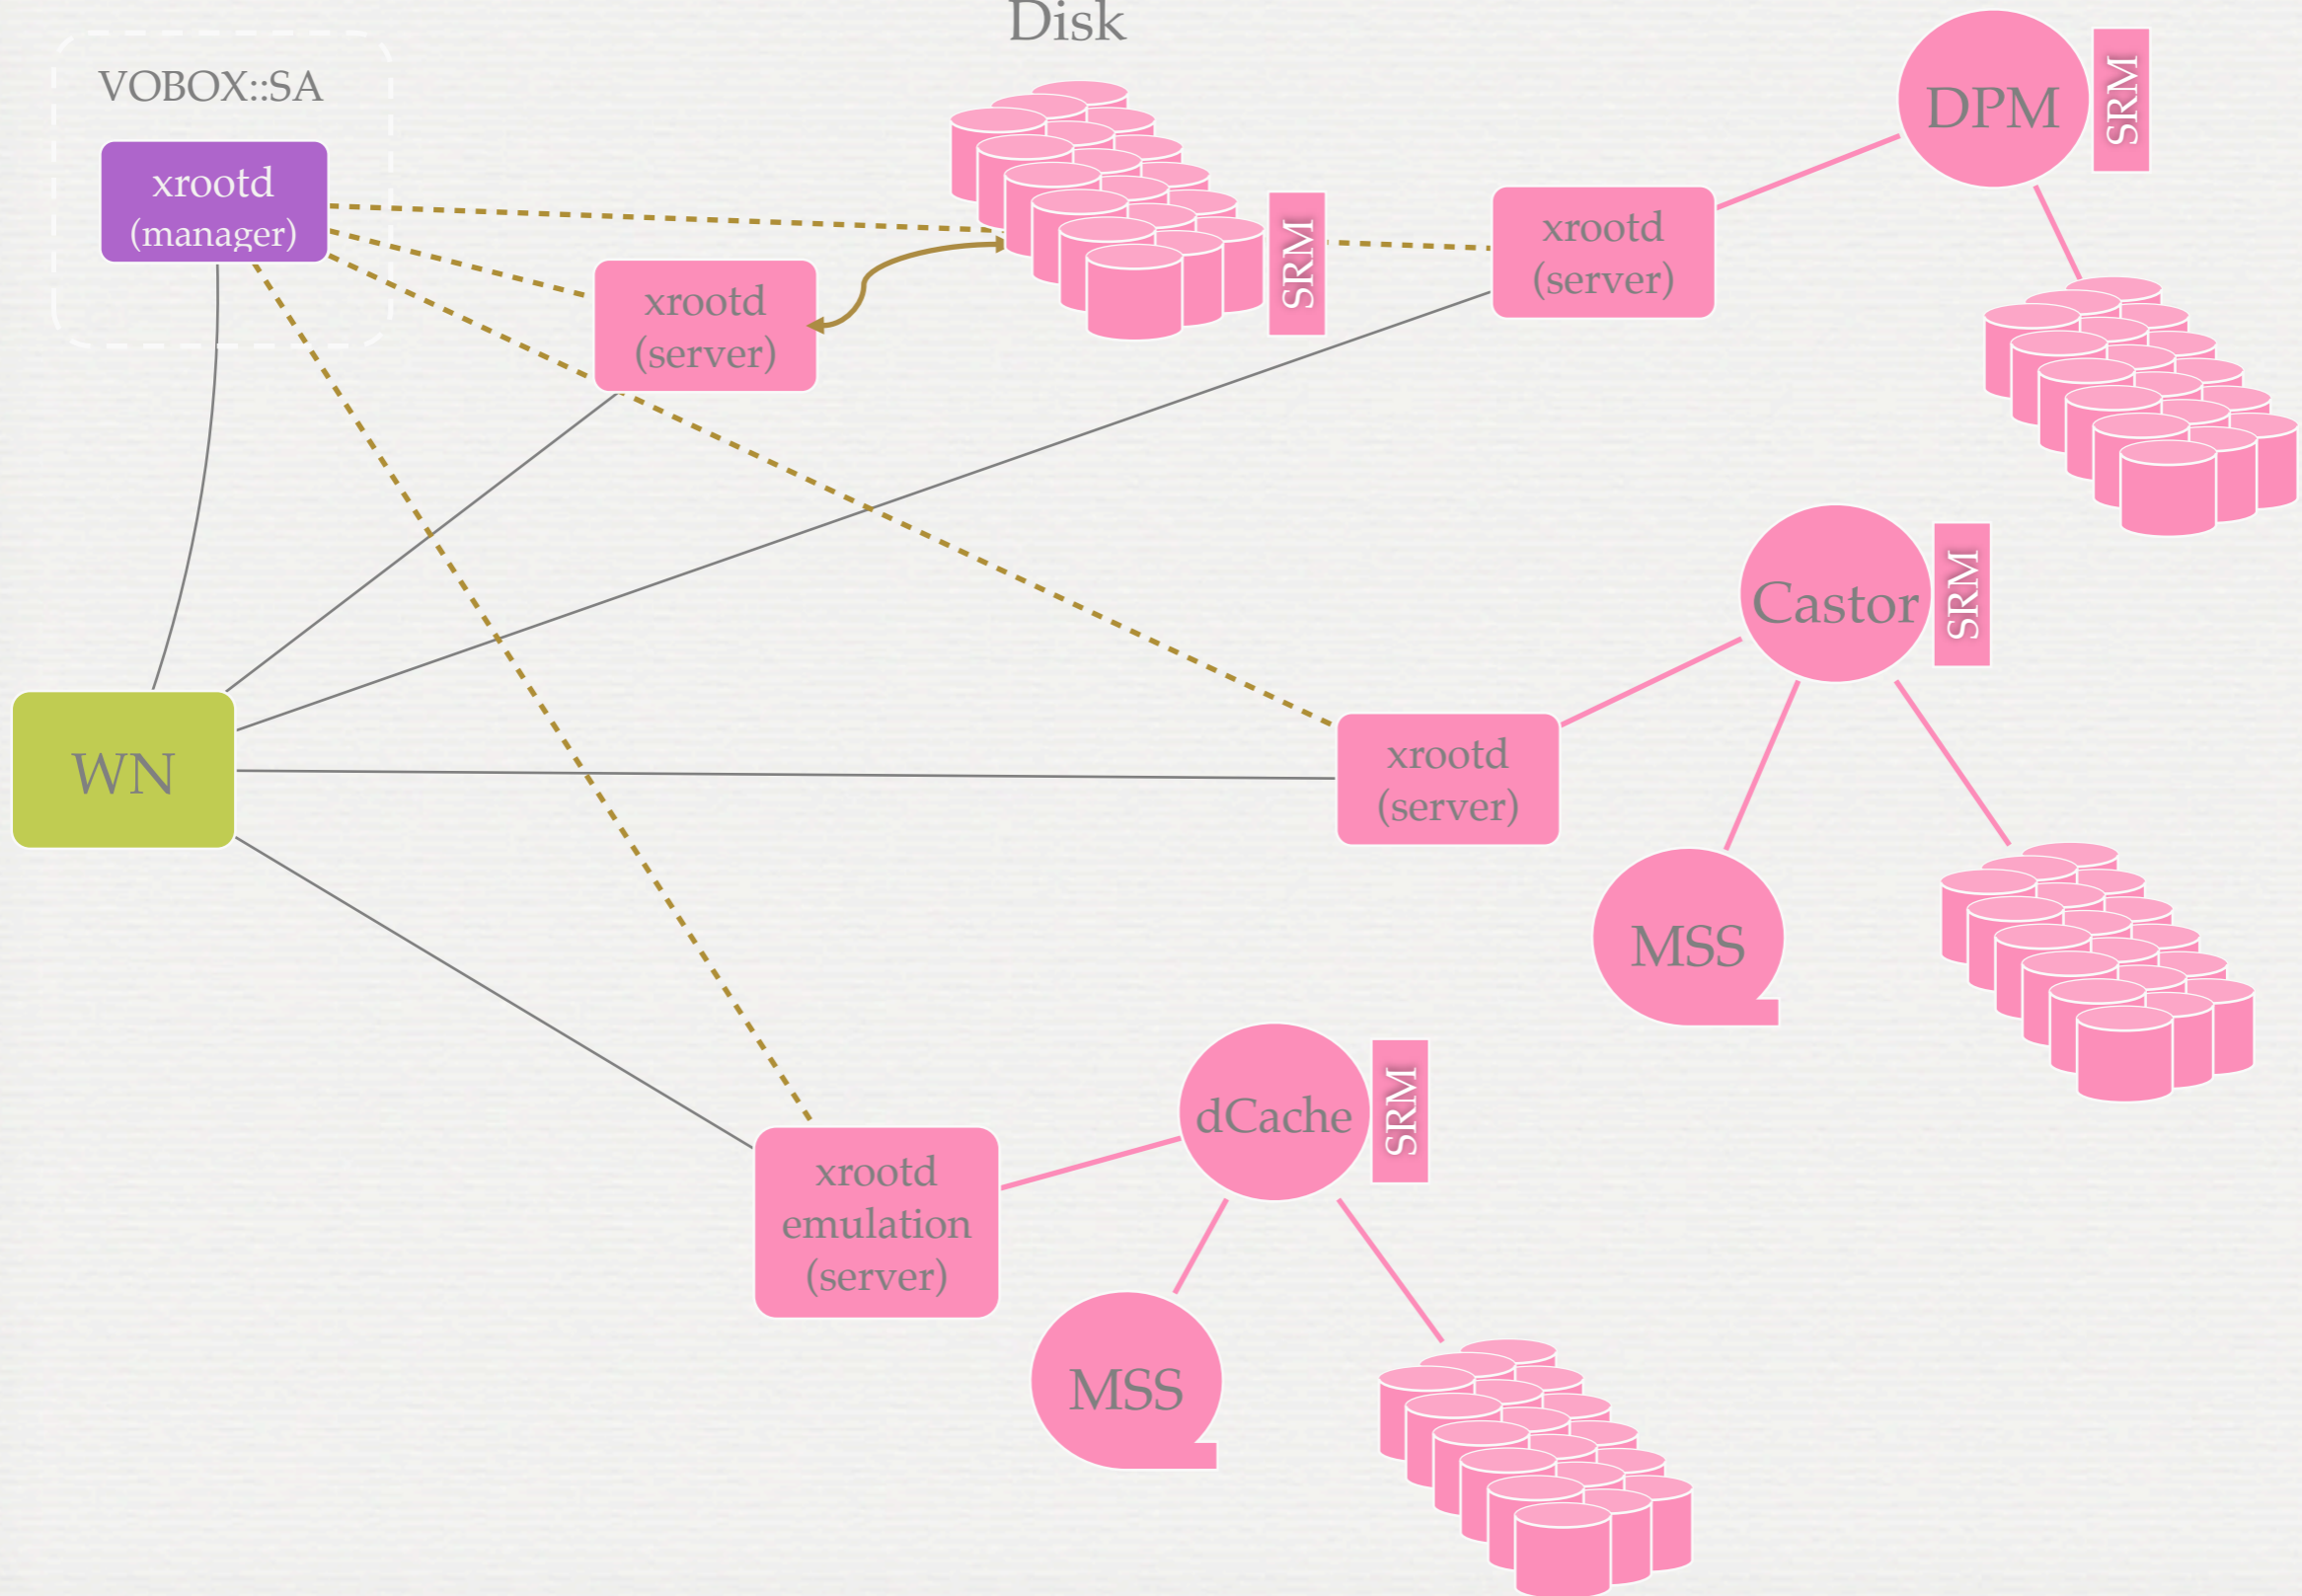 Disk
VOBOX::SA
DPM
SRM
xrootd
(manager)
xrootd
(server)
SRM
xrootd
(server)
Castor
SRM
WN
xrootd
(server)
MSS
dCache
SRM
xrootd
emulation
(server)
MSS